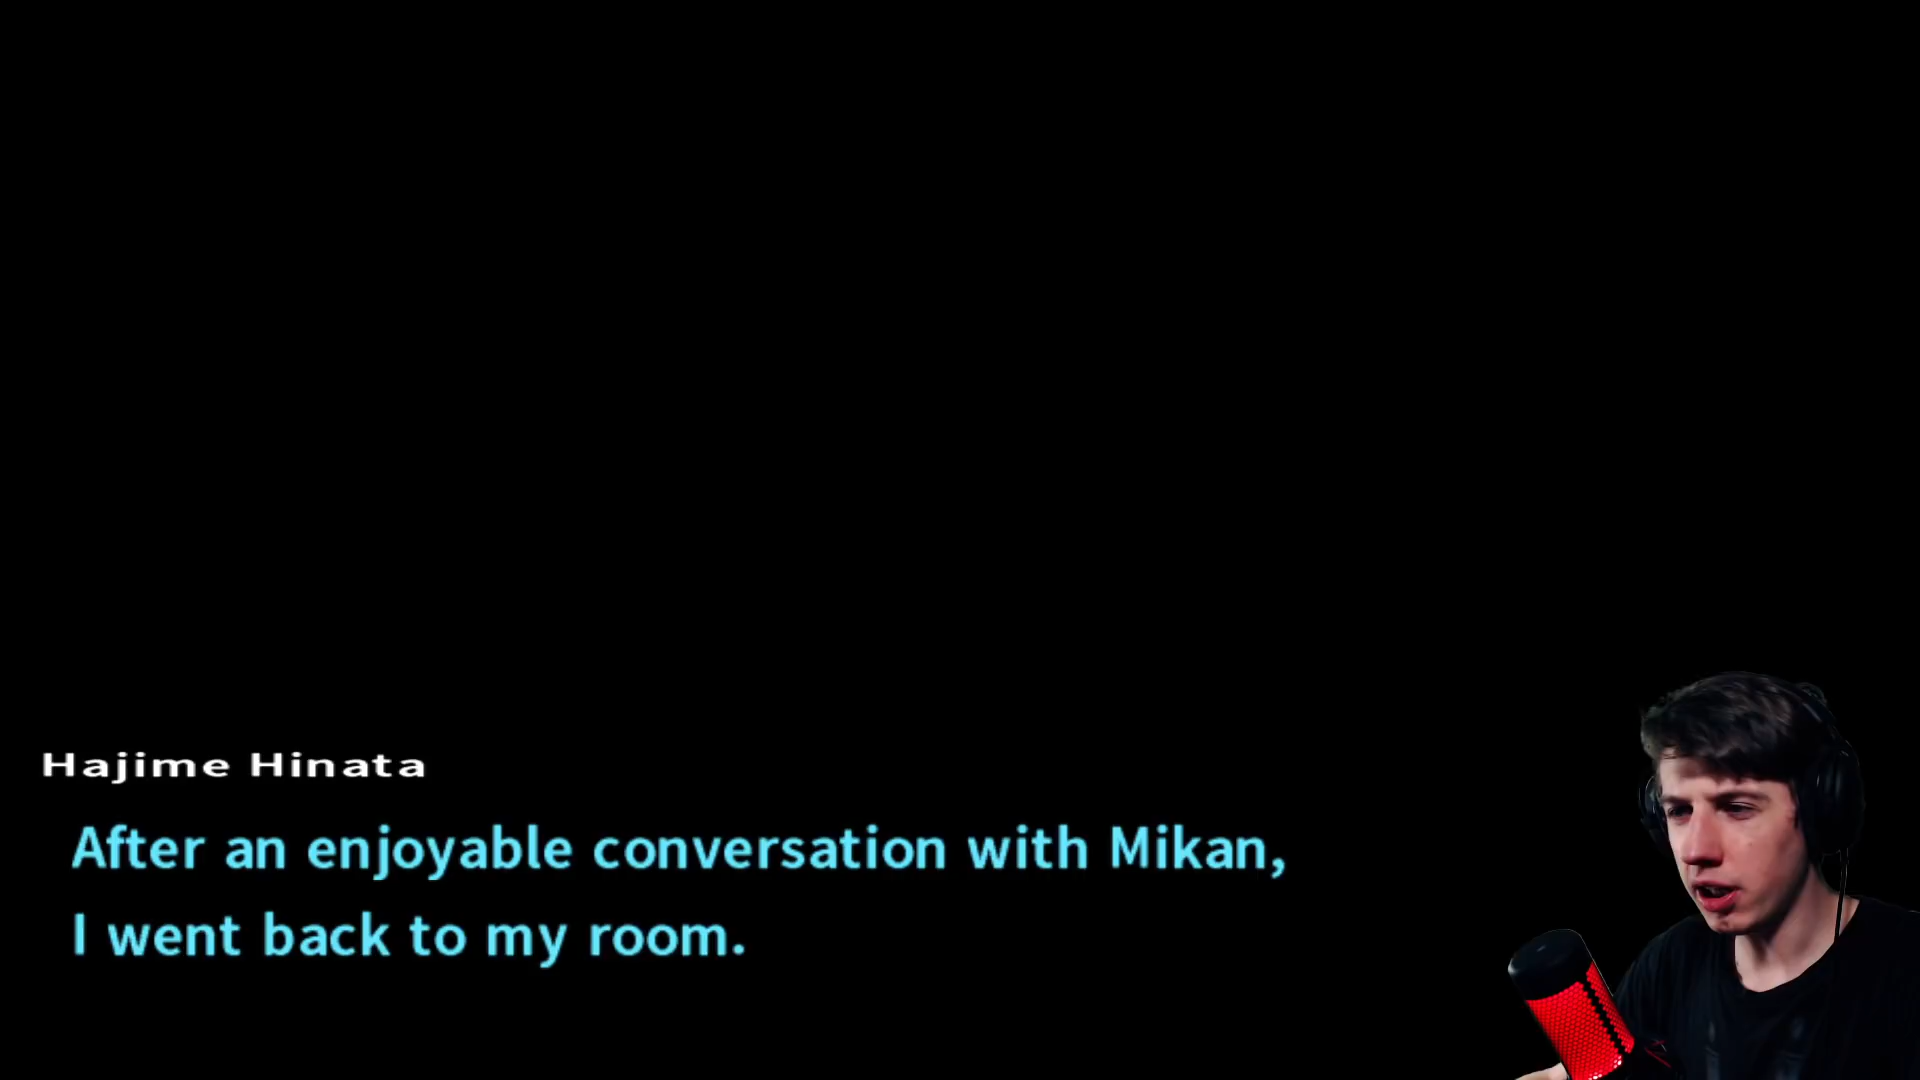 Hajime Hinata
After an enjoyable conversation with Mikan,
I went back to my room.